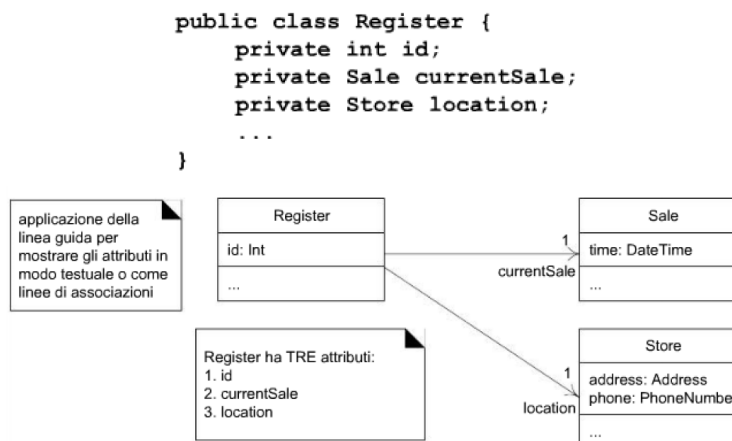 public class Register {
private int id;
private Sale currentSale;
private Store location;
...
}
applicazione della
linea guida per
mostrare gli attributi in
modo testuale o come
linee di associazioni
Register
id: Int
...
1
currentSale
Sale
time: DateTime
...
Register ha TRE attributi:
1. id
2. currentSale
3. location
1
location
Store
address: Address
phone: PhoneNumbe
...